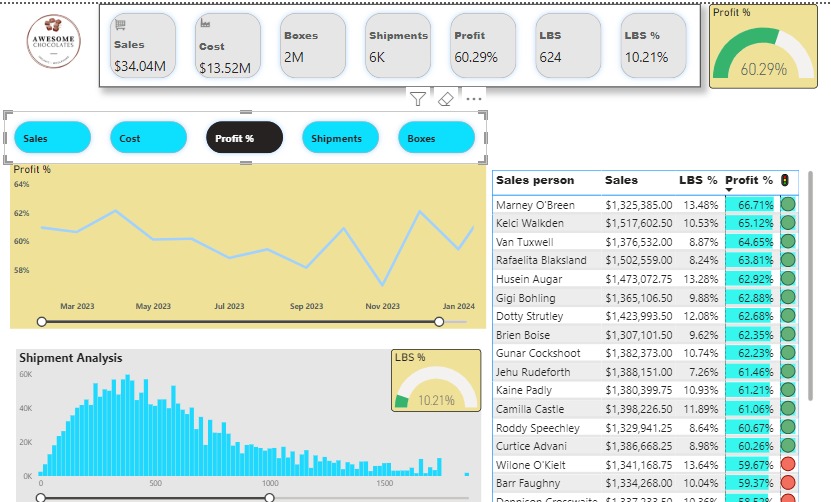 AWESOME
CHOCOLATES
Sales
$34.04M
Cost
$13.52M
Boxes
2M
Shipments
6K
Profit
60.29%
LBS
624
LBS %
10.21%
Profit %
60.29%
Sales
Cost
Profit %
Shipments
Boxes
Profit %
64%
62%
60%
58%
Mar 2023
May 2023
Jul 2023
Sep 2023
Nov 2023
Jan 2024
Shipment Analysis
60K
40K
20K
0K
0
500
1000
1500
LBS %
10.21%
Sales person Sales LBS % Profit %
Marney O'Breen $1,325,385.00 13.48% 66.71%
Kelci Walkden $1,517,602.50 10.53% 65.12%
Van Tuxwell $1,376,532.00 8.87% 64.65%
Rafaelita Blaksland $1,502,559.00 8.24% 63.81%
Husein Augar $1,473,072.75 13.28% 62.92%
Gigi Bohling $1,365,106.50 9.88% 62.88%
Dotty Strutley $1,423,993.50 12.08% 62.68%
Brien Boise $1,307,101.50 9.62% 62.35%
Gunar Cockshoot $1,382,373.00 10.74% 62.23%
Jehu Rudeforth $1,388,151.00 7.26% 61.46%
Kaine Padly $1,380,399.75 10.93% 61.21%
Camilla Castle $1,398,226.50 11.89% 61.06%
Roddy Speechley $1,329,941.25 8.64% 60.67%
Curtice Advani $1,386,668.25 8.98% 60.26%
Wilone O'Kielt $1,341,168.75 13.64% 59.67%
Barr Faughny $1,334,268.00 10.04% 59.37%